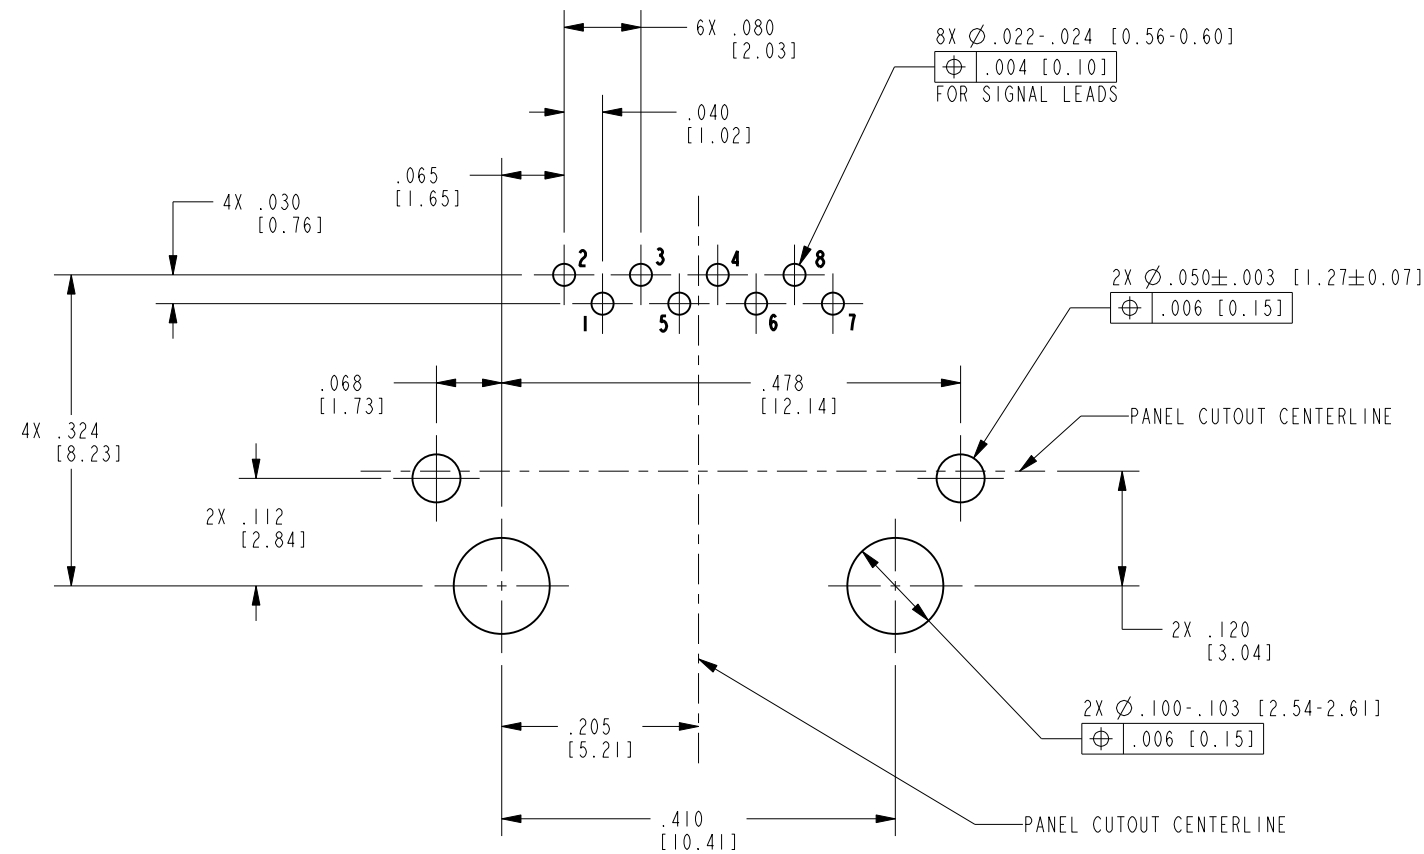 6X .080
[2.03]
8X Ø .022-.024 [0.56-0.60]
⌖ .004 [0.10]
FOR SIGNAL LEADS
.040
[1.02]
.065
[1.65]
4X .030
[0.76]
2 3 4 8
1 5 6 7
2X Ø .050±.003 [1.27±0.07]
⌖ .006 [0.15]
.068
[1.73]
.478
[12.14]
PANEL CUTOUT CENTERLINE
4X .324
[8.23]
2X .112
[2.84]
2X .120
[3.04]
2X Ø .100-.103 [2.54-2.61]
⌖ .006 [0.15]
.205
[5.21]
.410
[10.41]
PANEL CUTOUT CENTERLINE